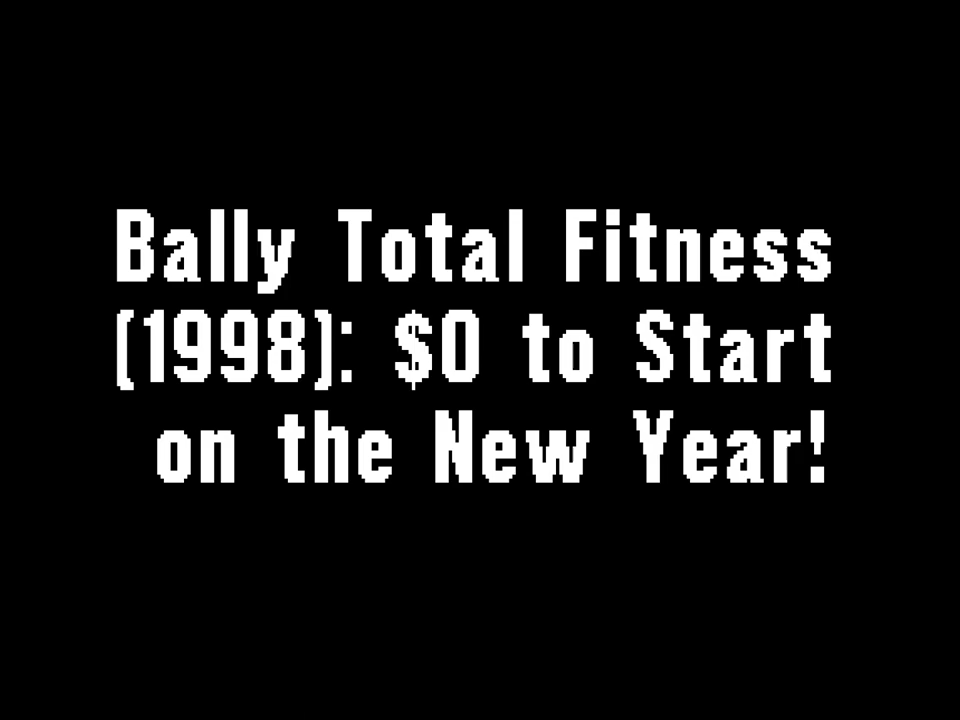 Bally Total Fitness
(1998): $0 to Start
on the New Year!